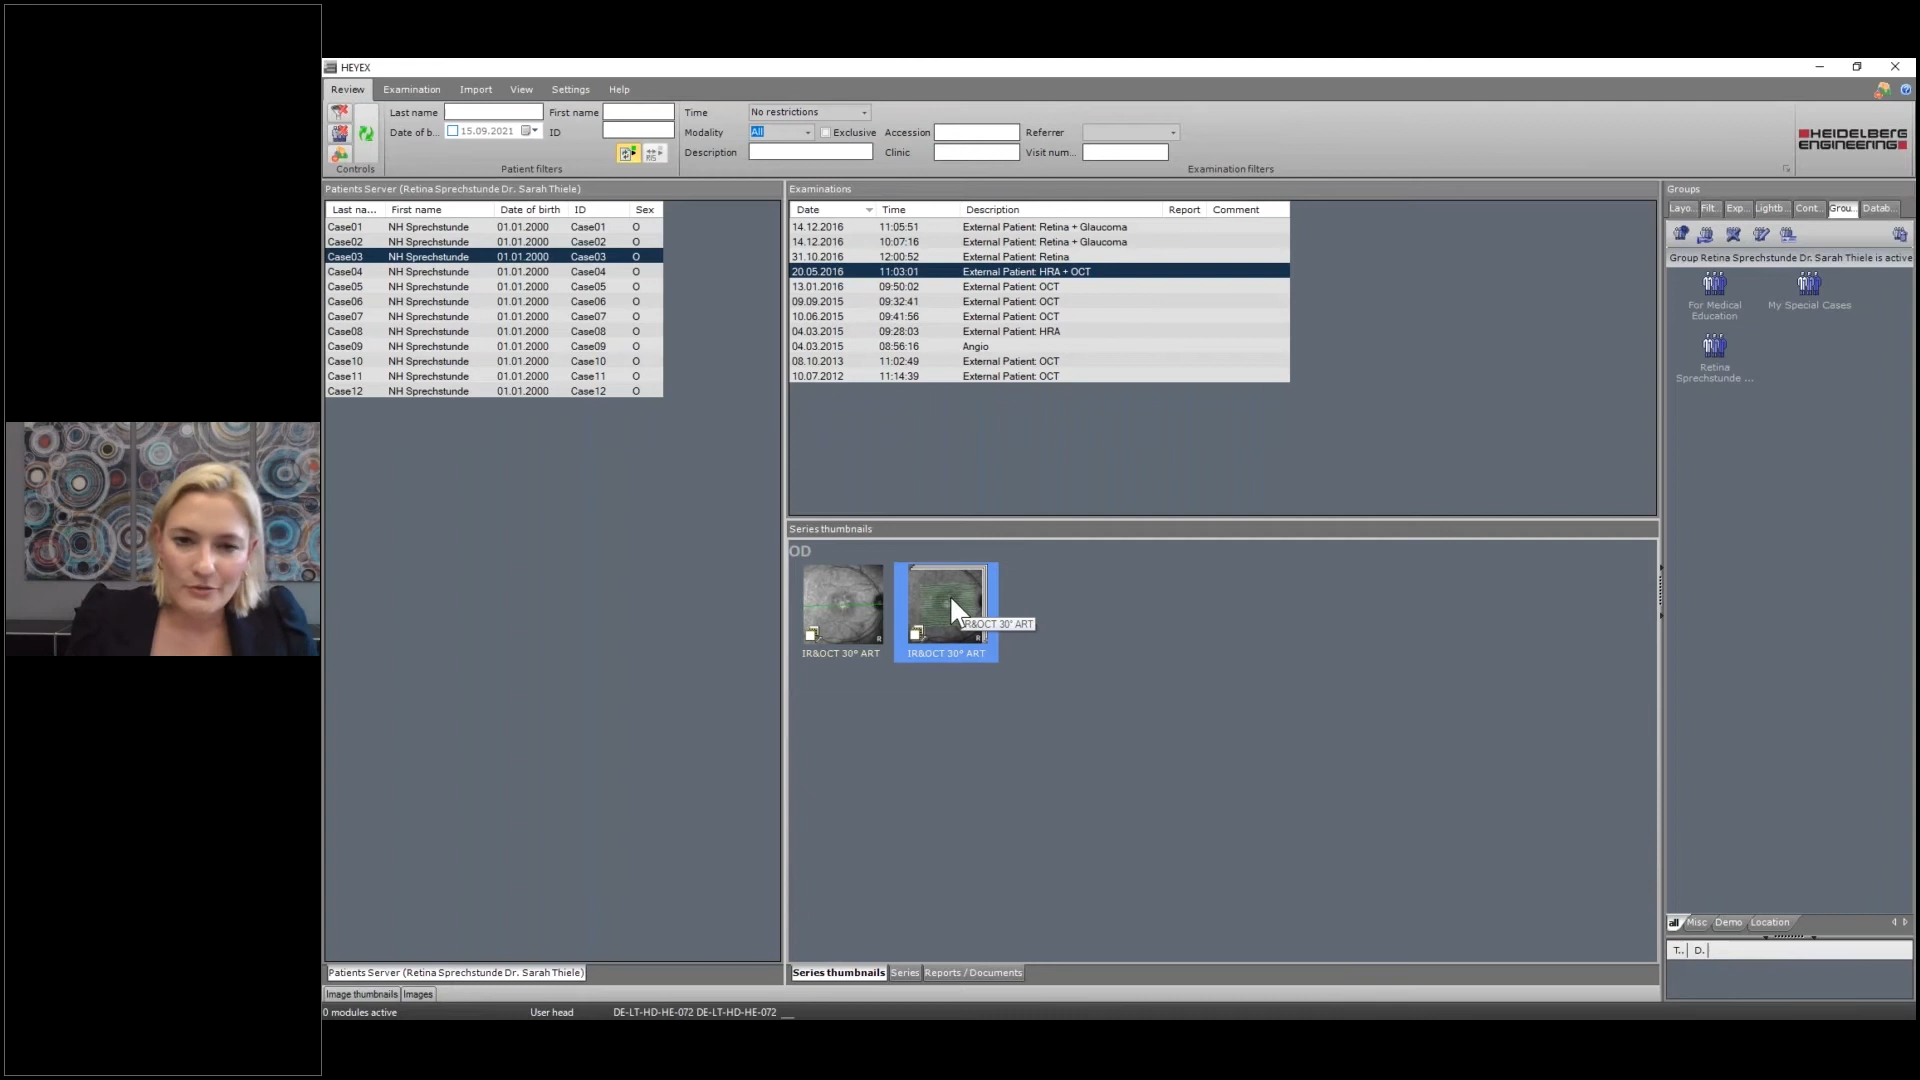 HEYEX
Review Examination Import View Settings Help
Last name First name Time No restrictions
Date of b... 15.09.2021 ID Modality All Exclusive Accession Referrer
Description Clinic Visit num...
Controls Patient filters Examination filters
HEIDELBERG
ENGINEERING
Patients Server (Retina Sprechstunde Dr. Sarah Thiele)
Last na... First name Date of birth ID Sex
Case01 NH Sprechstunde 01.01.2000 Case01 O
Case02 NH Sprechstunde 01.01.2000 Case02 O
Case03 NH Sprechstunde 01.01.2000 Case03 O
Case04 NH Sprechstunde 01.01.2000 Case04 O
Case05 NH Sprechstunde 01.01.2000 Case05 O
Case06 NH Sprechstunde 01.01.2000 Case06 O
Case07 NH Sprechstunde 01.01.2000 Case07 O
Case08 NH Sprechstunde 01.01.2000 Case08 O
Case09 NH Sprechstunde 01.01.2000 Case09 O
Case10 NH Sprechstunde 01.01.2000 Case10 O
Case11 NH Sprechstunde 01.01.2000 Case11 O
Case12 NH Sprechstunde 01.01.2000 Case12 O
Examinations
Date Time Description Report Comment
14.12.2016 11:05:51 External Patient: Retina + Glaucoma
14.12.2016 10:07:16 External Patient: Retina + Glaucoma
31.10.2016 12:00:52 External Patient: Retina
20.05.2016 11:03:01 External Patient: HRA + OCT
13.01.2016 09:50:02 External Patient: OCT
09.09.2015 09:32:41 External Patient: OCT
10.06.2015 09:41:56 External Patient: OCT
04.03.2015 09:28:03 External Patient: HRA
04.03.2015 08:56:16 Angio
08.10.2013 11:02:49 External Patient: OCT
10.07.2012 11:14:39 External Patient: OCT
Series thumbnails
OD
R R
IR&OCT 30° ART
IR&OCT 30° ART IR&OCT 30° ART
Groups
Layo... Filt... Exp... Lightb... Cont... Grou... Datab...
Group Retina Sprechstunde Dr. Sarah Thiele is active
For Medical Education
My Special Cases
Retina Sprechstunde ...
all Misc Demo Location
T.. D.
Patients Server (Retina Sprechstunde Dr. Sarah Thiele)
Series thumbnails Series Reports / Documents
Image thumbnails Images
0 modules active User head DE-LT-HD-HE-072 DE-LT-HD-HE-072